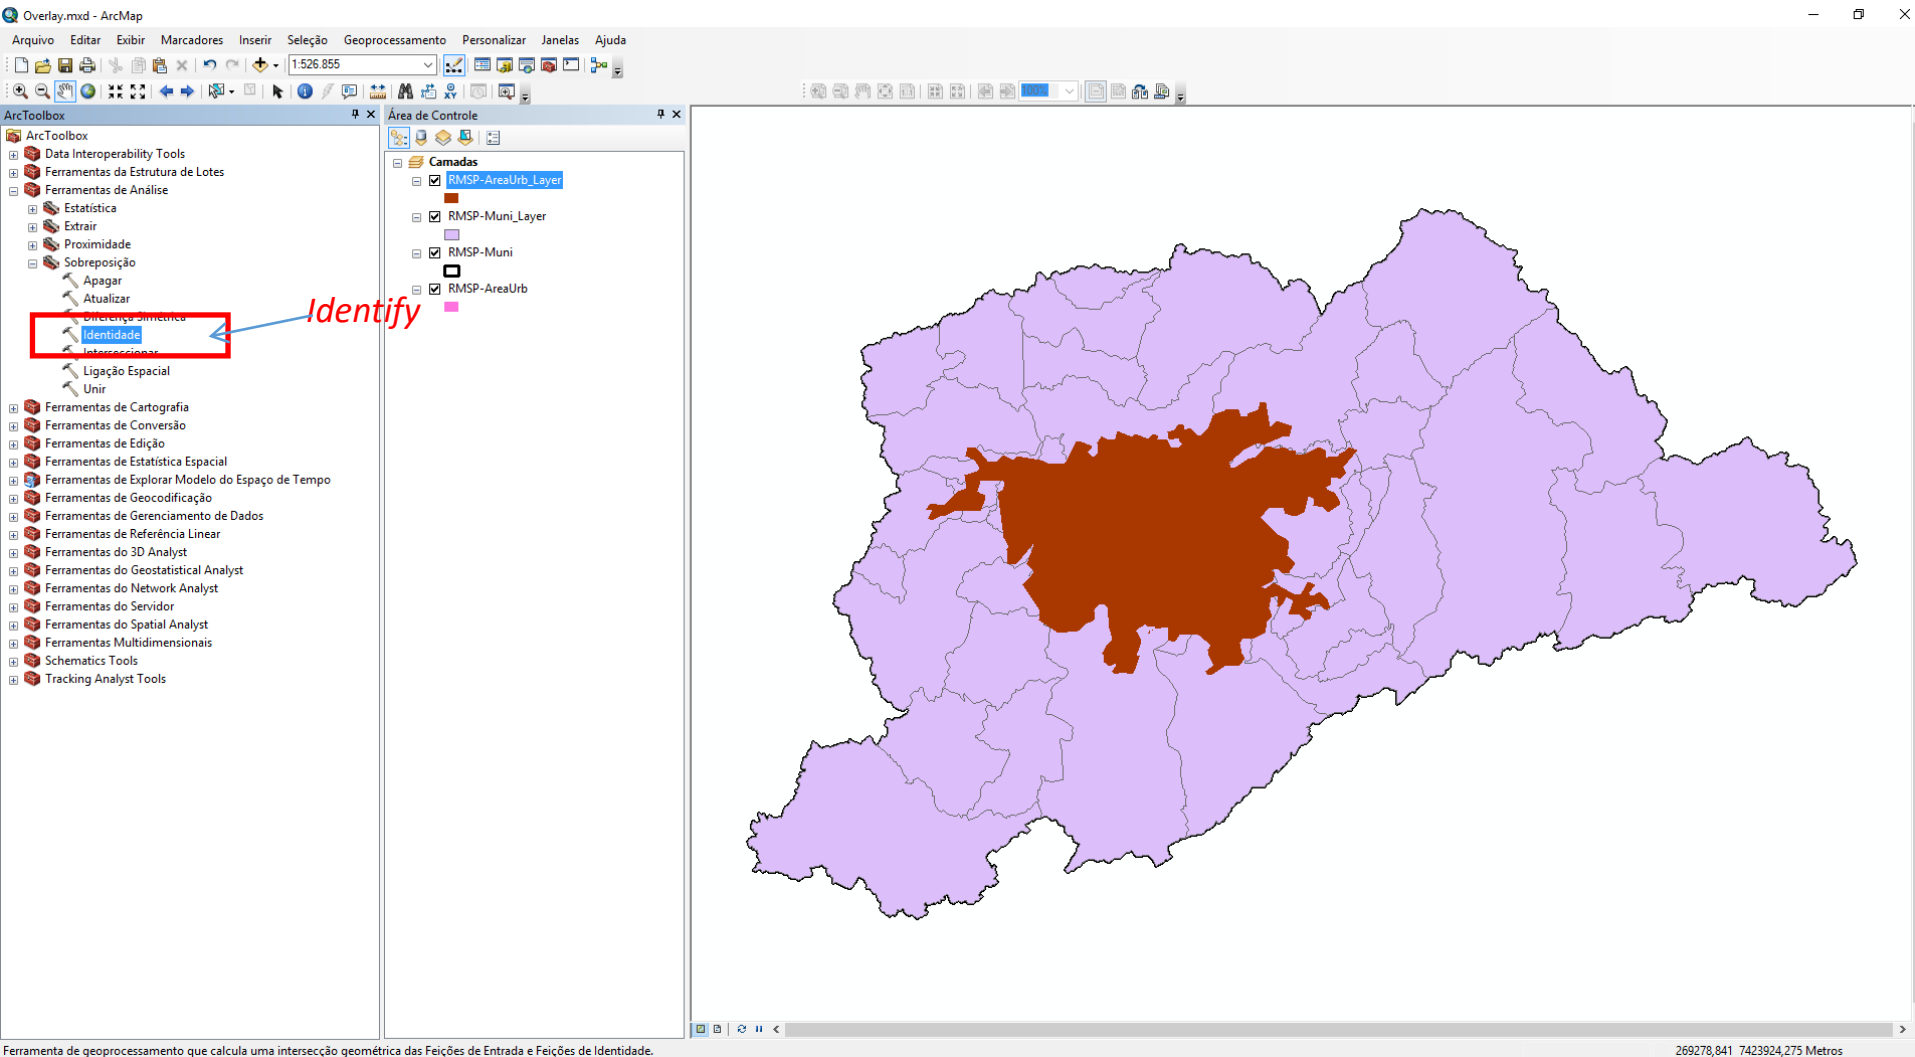 Overlay.mxd - ArcMap
Arquivo Editar Exibir Marcadores Inserir Seleção Geoprocessamento Personalizar Janelas Ajuda
1:526.855
100%
ArcToolbox
ArcToolbox
Data Interoperability Tools
Ferramentas da Estrutura de Lotes
Ferramentas de Análise
Estatística
Extrair
Proximidade
Sobreposição
Apagar
Atualizar
Diferença Simétrica
Identidade
Interseccionar
Ligação Espacial
Unir
Ferramentas de Cartografia
Ferramentas de Conversão
Ferramentas de Edição
Ferramentas de Estatística Espacial
Ferramentas de Explorar Modelo do Espaço de Tempo
Ferramentas de Geocodificação
Ferramentas de Gerenciamento de Dados
Ferramentas de Referência Linear
Ferramentas do 3D Analyst
Ferramentas do Geostatistical Analyst
Ferramentas do Network Analyst
Ferramentas do Servidor
Ferramentas do Spatial Analyst
Ferramentas Multidimensionais
Schematics Tools
Tracking Analyst Tools
Identify
Área de Controle
Camadas
RMSP-AreaUrb_Layer
RMSP-Muni_Layer
RMSP-Muni
RMSP-AreaUrb
Ferramenta de geoprocessamento que calcula uma intersecção geométrica das Feições de Entrada e Feições de Identidade.
269278,841 7423924,275 Metros